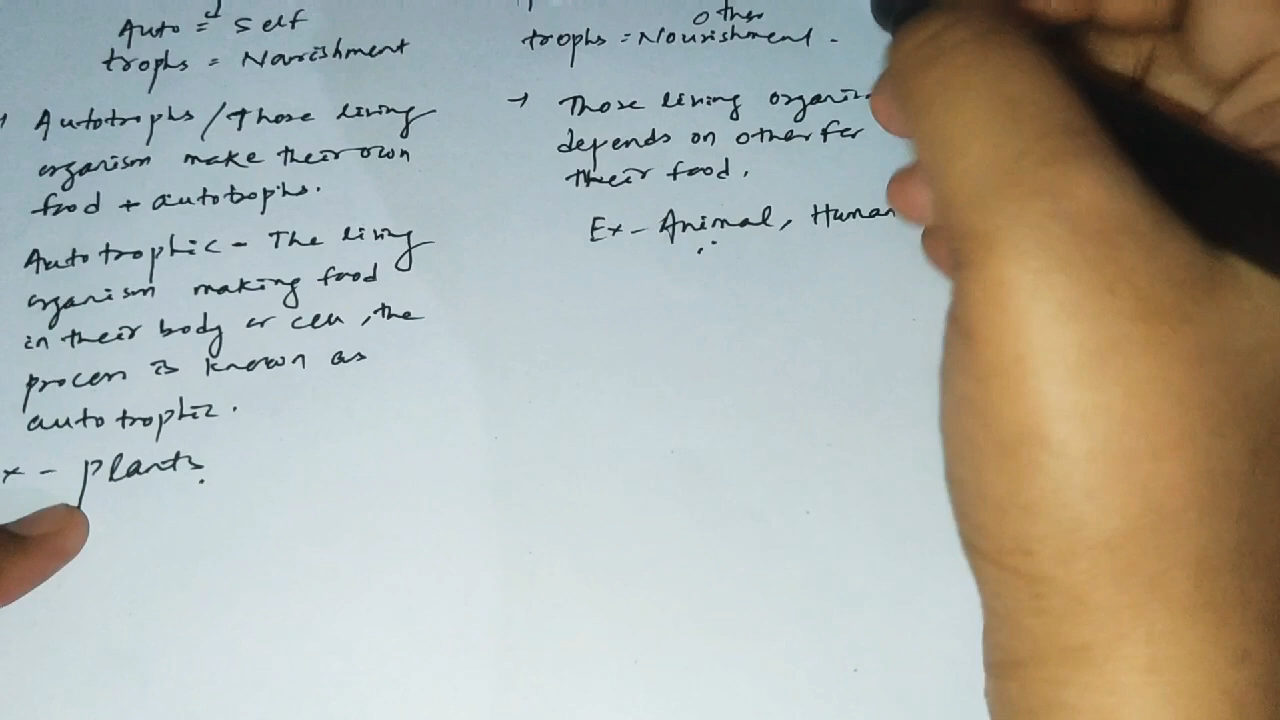 Auto = self
trophs = Nourishment
Autotrophs / Those living
organism make their own
food → autotrophs.
Autotrophic - The living
organism making food
in their body or cell, the
process is known as
autotrophic.
x - plants.
other
trophs = Nourishment -
→ Those living organis
depends on other for
their food.
Ex - Animal, Human